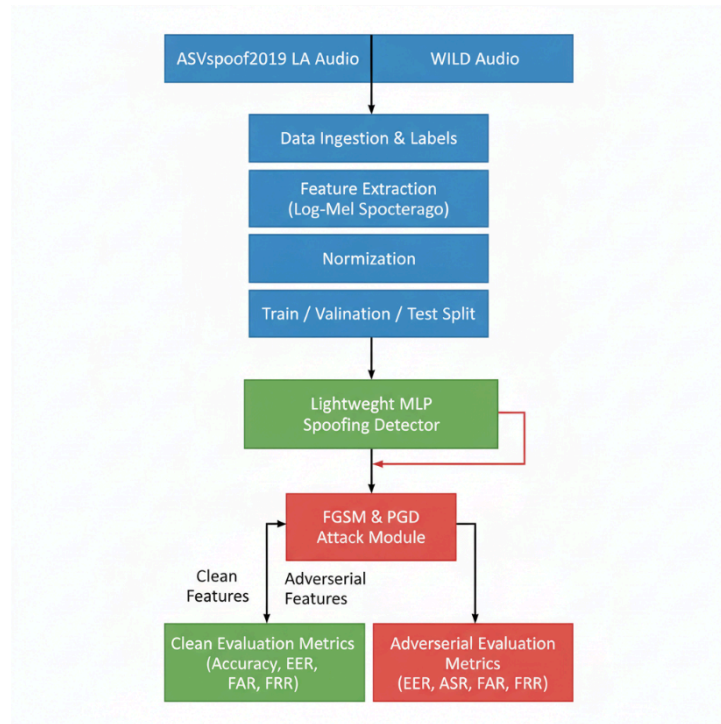 ASVspoof2019 LA Audio
WILD Audio
Data Ingestion & Labels
Feature Extraction
(Log-Mel Spocterago)
Normization
Train / Valination / Test Split
Lightweght MLP
Spoofing Detector
FGSM & PGD
Attack Module
Clean
Features
Adverserial
Features
Clean Evaluation Metrics
(Accuracy, EER,
FAR, FRR)
Adverserial Evaluation
Metrics
(EER, ASR, FAR, FRR)